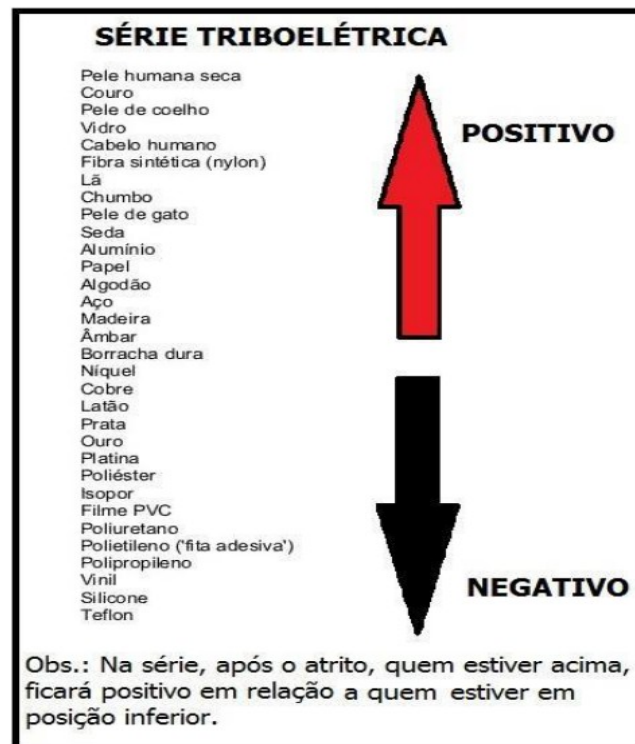 SÉRIE TRIBOELÉTRICA
Pele humana seca
Couro
Pele de coelho
Vidro
Cabelo humano
Fibra sintética (nylon)
Lã
Chumbo
Pele de gato
Seda
Alumínio
Papel
Algodão
Aço
Madeira
Âmbar
Borracha dura
Níquel
Cobre
Latão
Prata
Ouro
Platina
Poliéster
Isopor
Filme PVC
Poliuretano
Polietileno ('fita adesiva')
Polipropileno
Vinil
Silicone
Teflon
POSITIVO
NEGATIVO
Obs.: Na série, após o atrito, quem estiver acima,
ficará positivo em relação a quem estiver em
posição inferior.